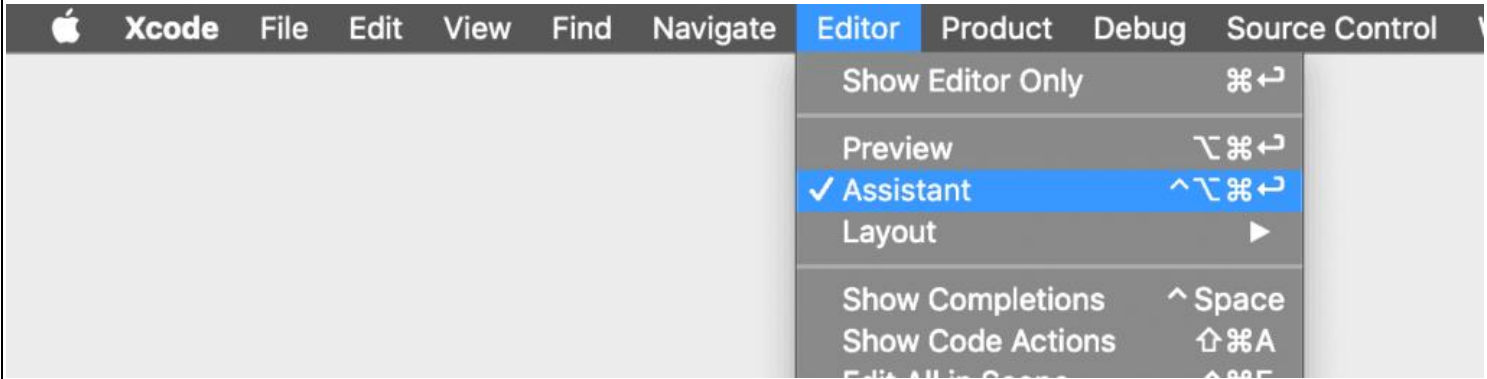 Xcode File Edit View Find Navigate Editor Product Debug Source Control
Show Editor Only ⌘↩
Preview ⌥⌘↩
✓ Assistant ^⌥⌘↩
Layout ▶
Show Completions ^ Space
Show Code Actions ⇧⌘A